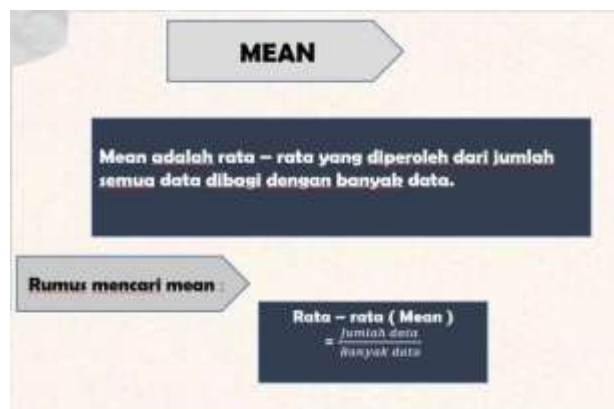 MEAN
Mean adalah rata – rata yang diperoleh dari jumlah
semua data dibagi dengan banyak data.
Rumus mencari mean :
Rata – rata ( Mean )
= Jumlah data / Banyak data